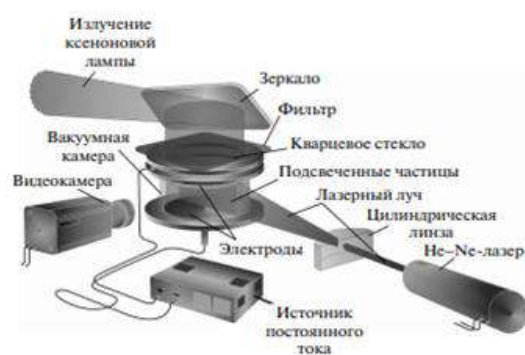 Излучение
ксеноновой
лампы
Зеркало
Фильтр
Вакуумная
камера
Кварцевое стекло
Видеокамера
Подсвеченные частицы
Лазерный луч
Цилиндрическая
линза
Электроды
He–Ne-лазер
Источник
постоянного
тока